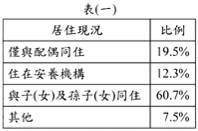 表(一)
居住現況 比例
僅與配偶同住 19.5%
住在安養機構 12.3%
與子(女)及孫子(女)同住 60.7%
其他 7.5%